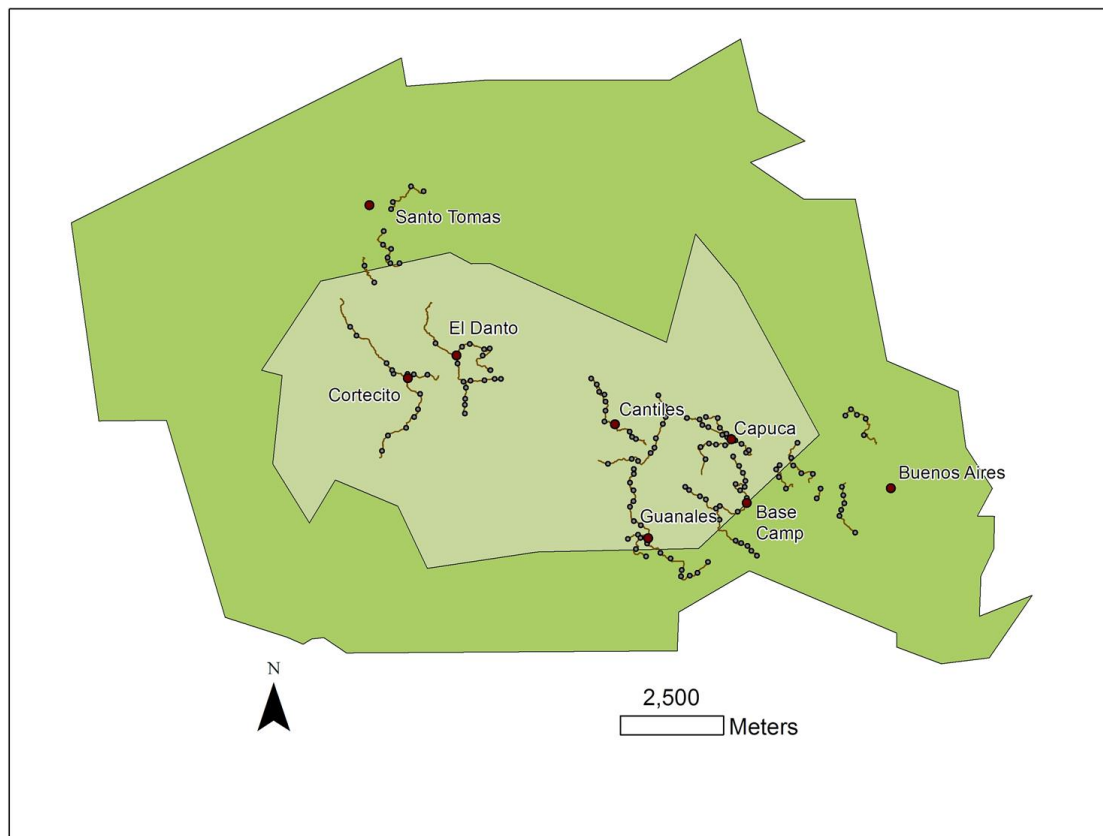 Santo Tomas
El Danto
Cortecito
Cantiles
Capuca
Buenos Aires
Guanales
Base
Camp
N
2,500
Meters